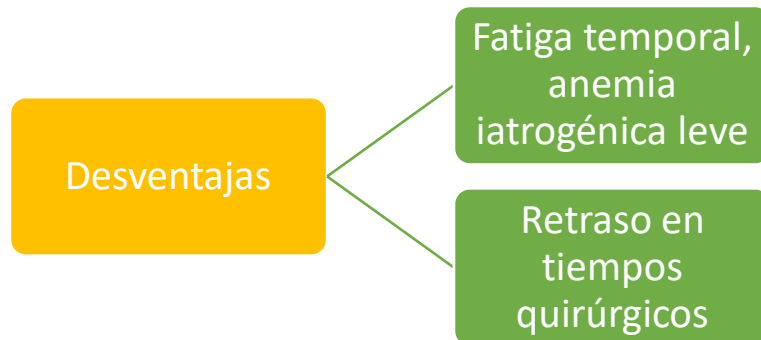 Desventajas
Fatiga temporal,
anemia
iatrogénica leve
Retraso en
tiempos
quirúrgicos